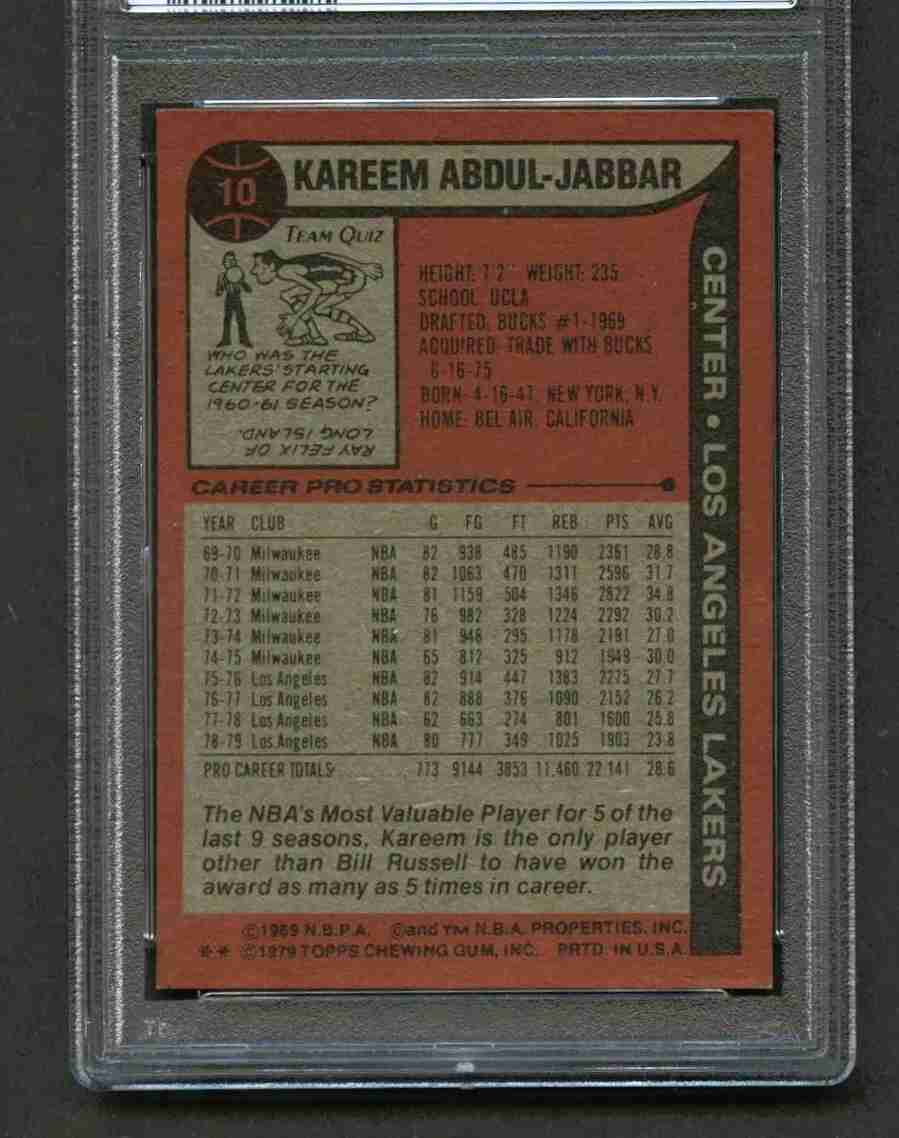 10
KAREEM ABDUL-JABBAR
TEAM QUIZ
WHO WAS THE
LAKERS' STARTING
CENTER FOR THE
1960-61 SEASON?
RAY FELIX OF
LONG ISLAND.
HEIGHT: 7'2" WEIGHT: 235
SCHOOL: UCLA
DRAFTED: BUCKS #1-1969
ACQUIRED: TRADE WITH BUCKS
6-16-75
BORN: 4-16-47, NEW YORK, N.Y.
HOME: BEL AIR, CALIFORNIA
CENTER • LOS ANGELES LAKERS
CAREER PRO STATISTICS
YEAR CLUB G FG FT REB PTS AVG
69-70 Milwaukee NBA 82 938 485 1190 2361 28.8
70-71 Milwaukee NBA 82 1063 470 1311 2596 31.7
71-72 Milwaukee NBA 81 1159 504 1346 2822 34.8
72-73 Milwaukee NBA 76 982 328 1224 2292 30.2
73-74 Milwaukee NBA 81 948 295 1178 2191 27.0
74-75 Milwaukee NBA 65 812 325 912 1949 30.0
75-76 Los Angeles NBA 82 914 447 1383 2275 27.7
76-77 Los Angeles NBA 82 888 376 1090 2152 26.2
77-78 Los Angeles NBA 62 663 274 801 1600 25.8
78-79 Los Angeles NBA 80 777 349 1025 1903 23.8
PRO CAREER TOTALS 773 9144 3853 11,460 22,141 28.6
The NBA's Most Valuable Player for 5 of the
last 9 seasons, Kareem is the only player
other than Bill Russell to have won the
award as many as 5 times in career.
©1969 N.B.P.A. ©and TM N.B.A. PROPERTIES, INC.
** ©1979 TOPPS CHEWING GUM, INC. PRTD. IN U.S.A.